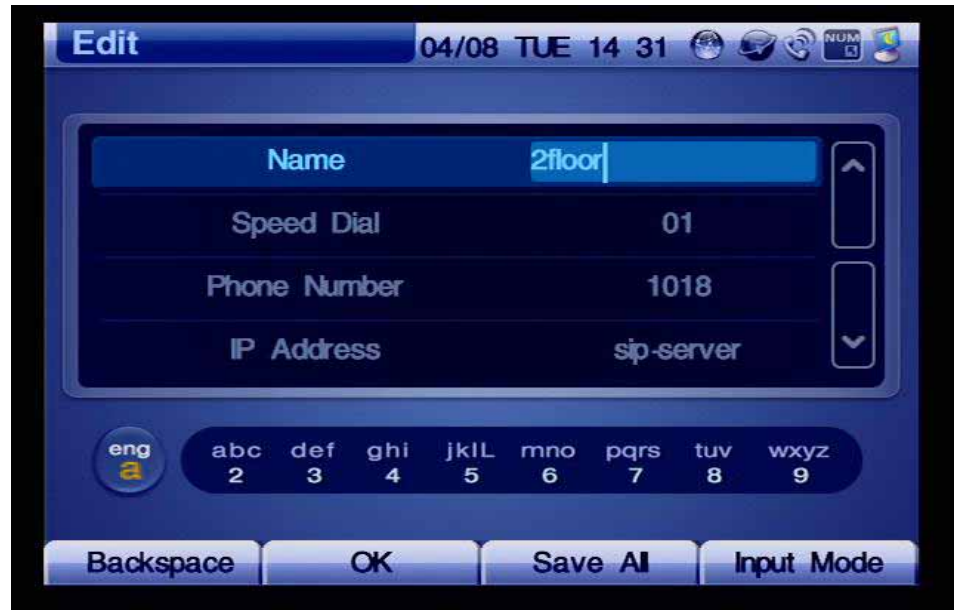 Edit 04/08 TUE 14 31 NUM
Name 2floor
Speed Dial 01
Phone Number 1018
IP Address sip-server
eng abc def ghi jklL mno pqrs tuv wxyz
a 2 3 4 5 6 7 8 9
Backspace OK Save All Input Mode